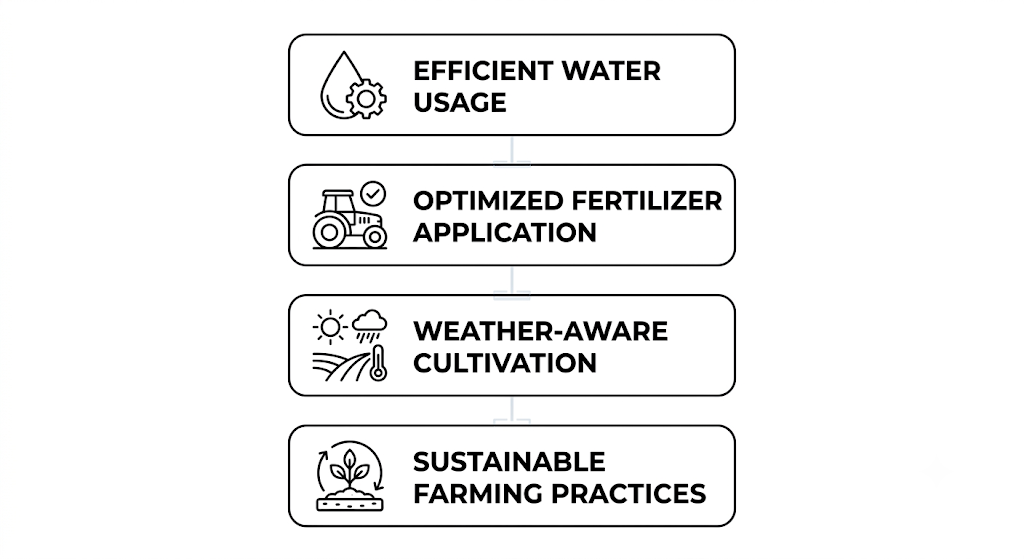 EFFICIENT WATER
USAGE
OPTIMIZED FERTILIZER
APPLICATION
WEATHER-AWARE
CULTIVATION
SUSTAINABLE
FARMING PRACTICES